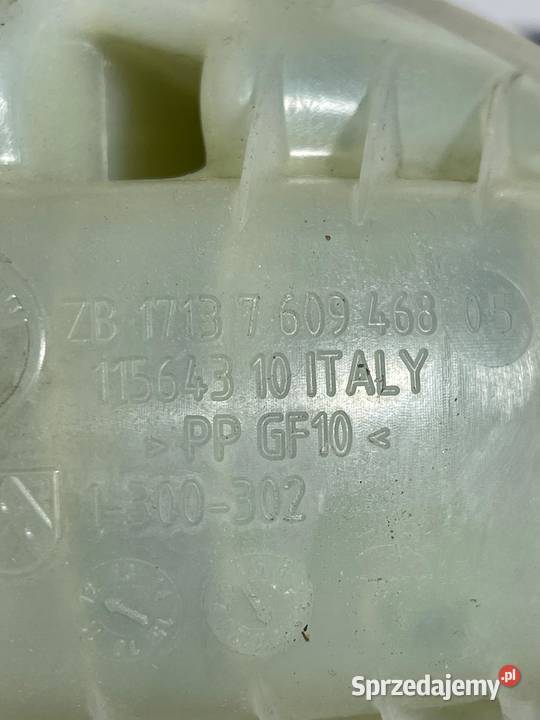 ZB 1713 7 609 468 05
115643 10 ITALY
> PP GF10 <
1-300-302
Sprzedajemy.pl